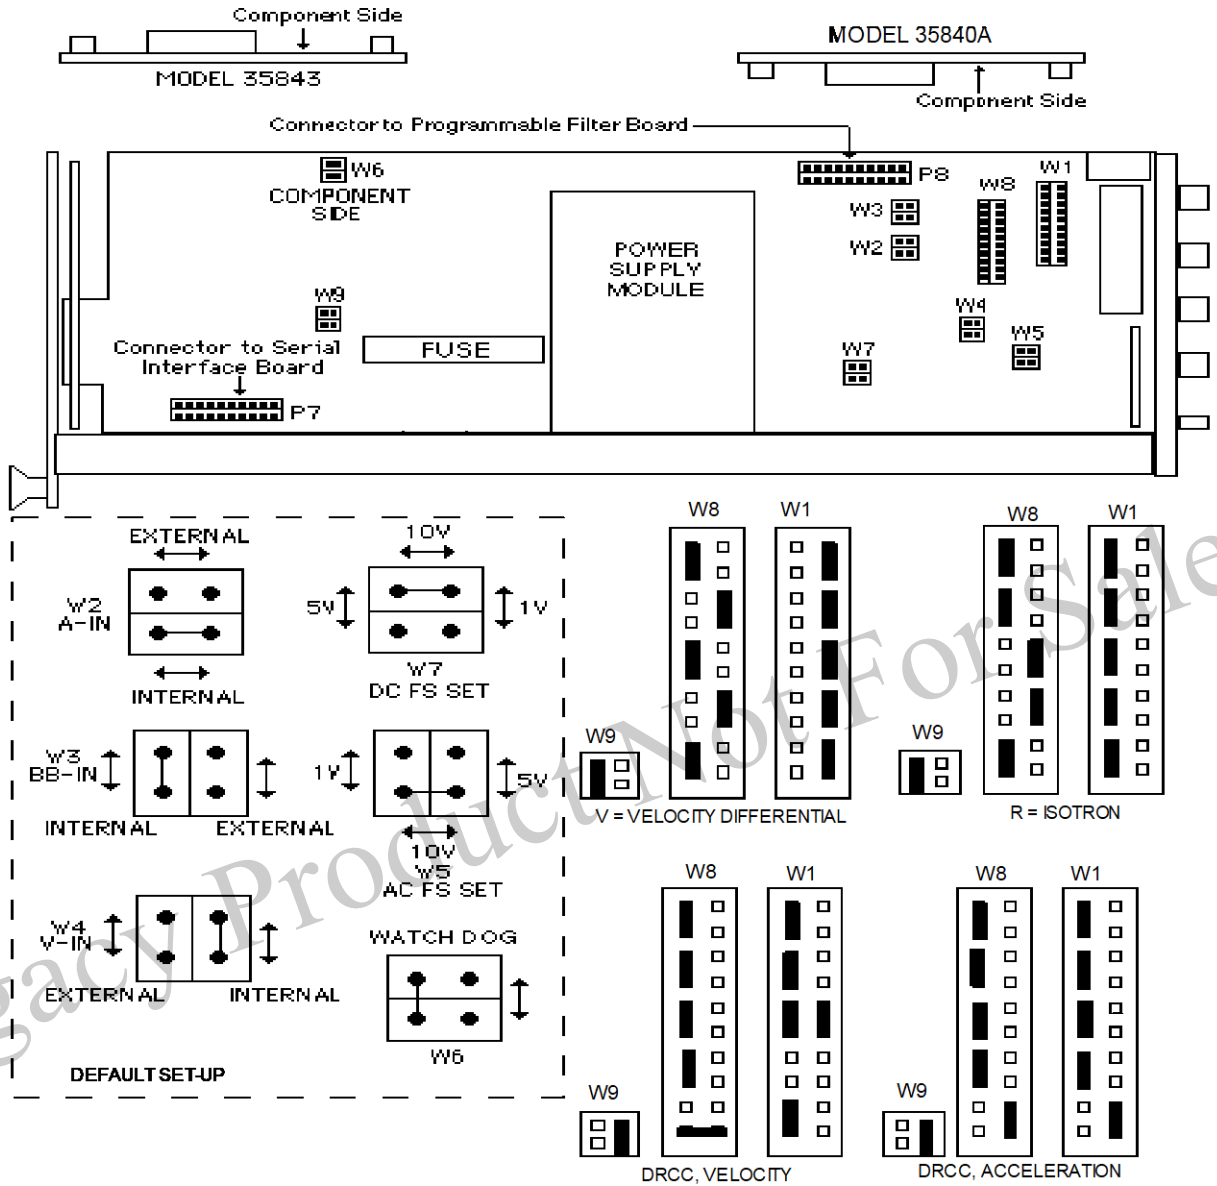 Component Side
MODEL 35843
MODEL 35840A
Component Side
Connector to Programmable Filter Board
W6
COMPONENT
SIDE
P8
W8
W1
W3
W2
POWER
SUPPLY
MODULE
W9
W4
W5
W7
Connector to Serial
Interface Board
FUSE
P7
EXTERNAL
W2
A-IN
INTERNAL
10V
5V
1V
W7
DC FS SET
W3
BB-IN
INTERNAL
EXTERNAL
1V
5V
10V
W5
AC FS SET
W4
V-IN
EXTERNAL
INTERNAL
WATCH DOG
W6
DEFAULT SET-UP
W8
W1
W9
V = VELOCITY DIFFERENTIAL
W8
W1
W9
R = ISOTRON
W8
W1
W9
DRCC, VELOCITY
W8
W1
W9
DRCC, ACCELERATION
gacy Product Not For Sale